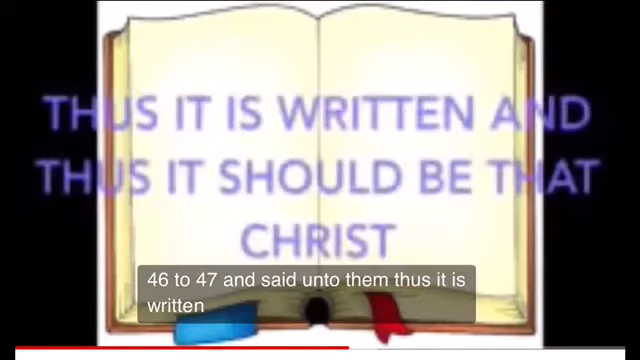 THUS IT IS WRITTEN AND
THUS IT SHOULD BE THAT
CHRIST
46 to 47 and said unto them thus it is
written